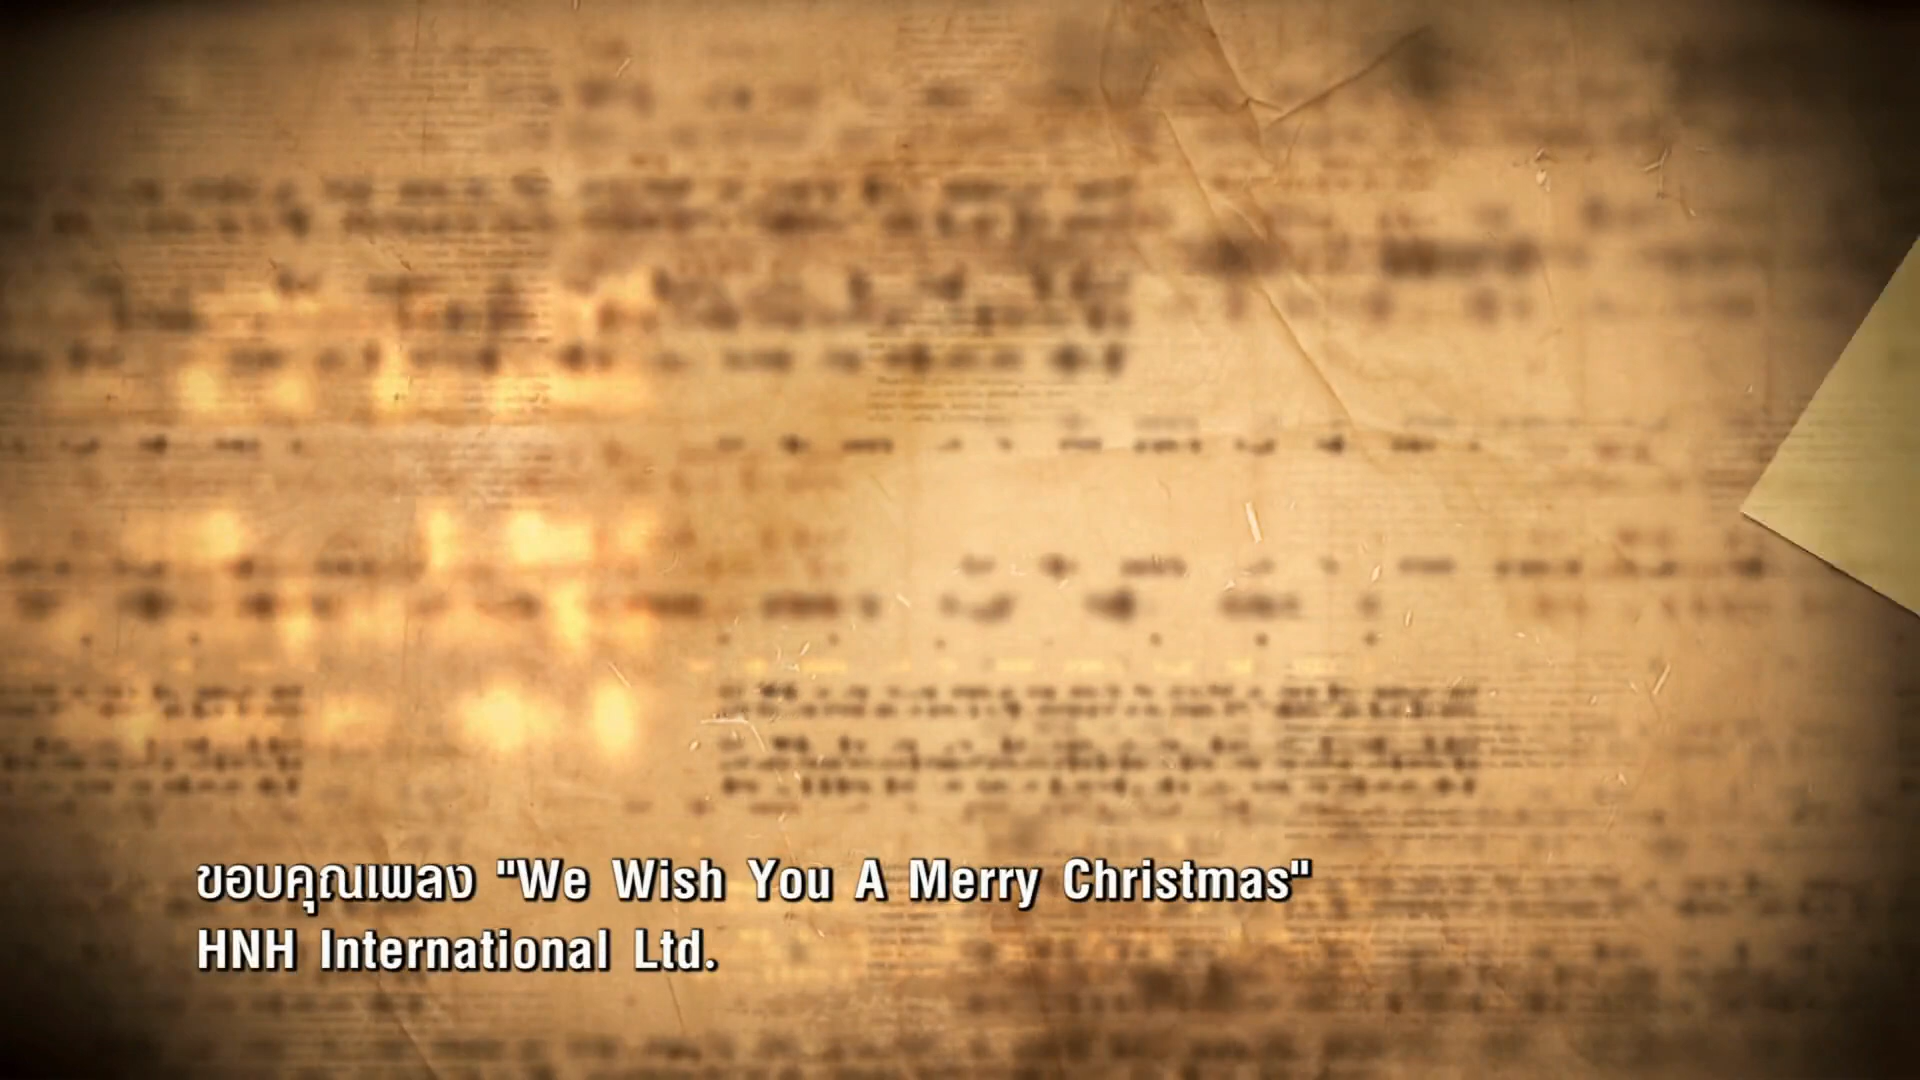 ขอบคุณเพลง "We Wish You A Merry Christmas"
HNH International Ltd.